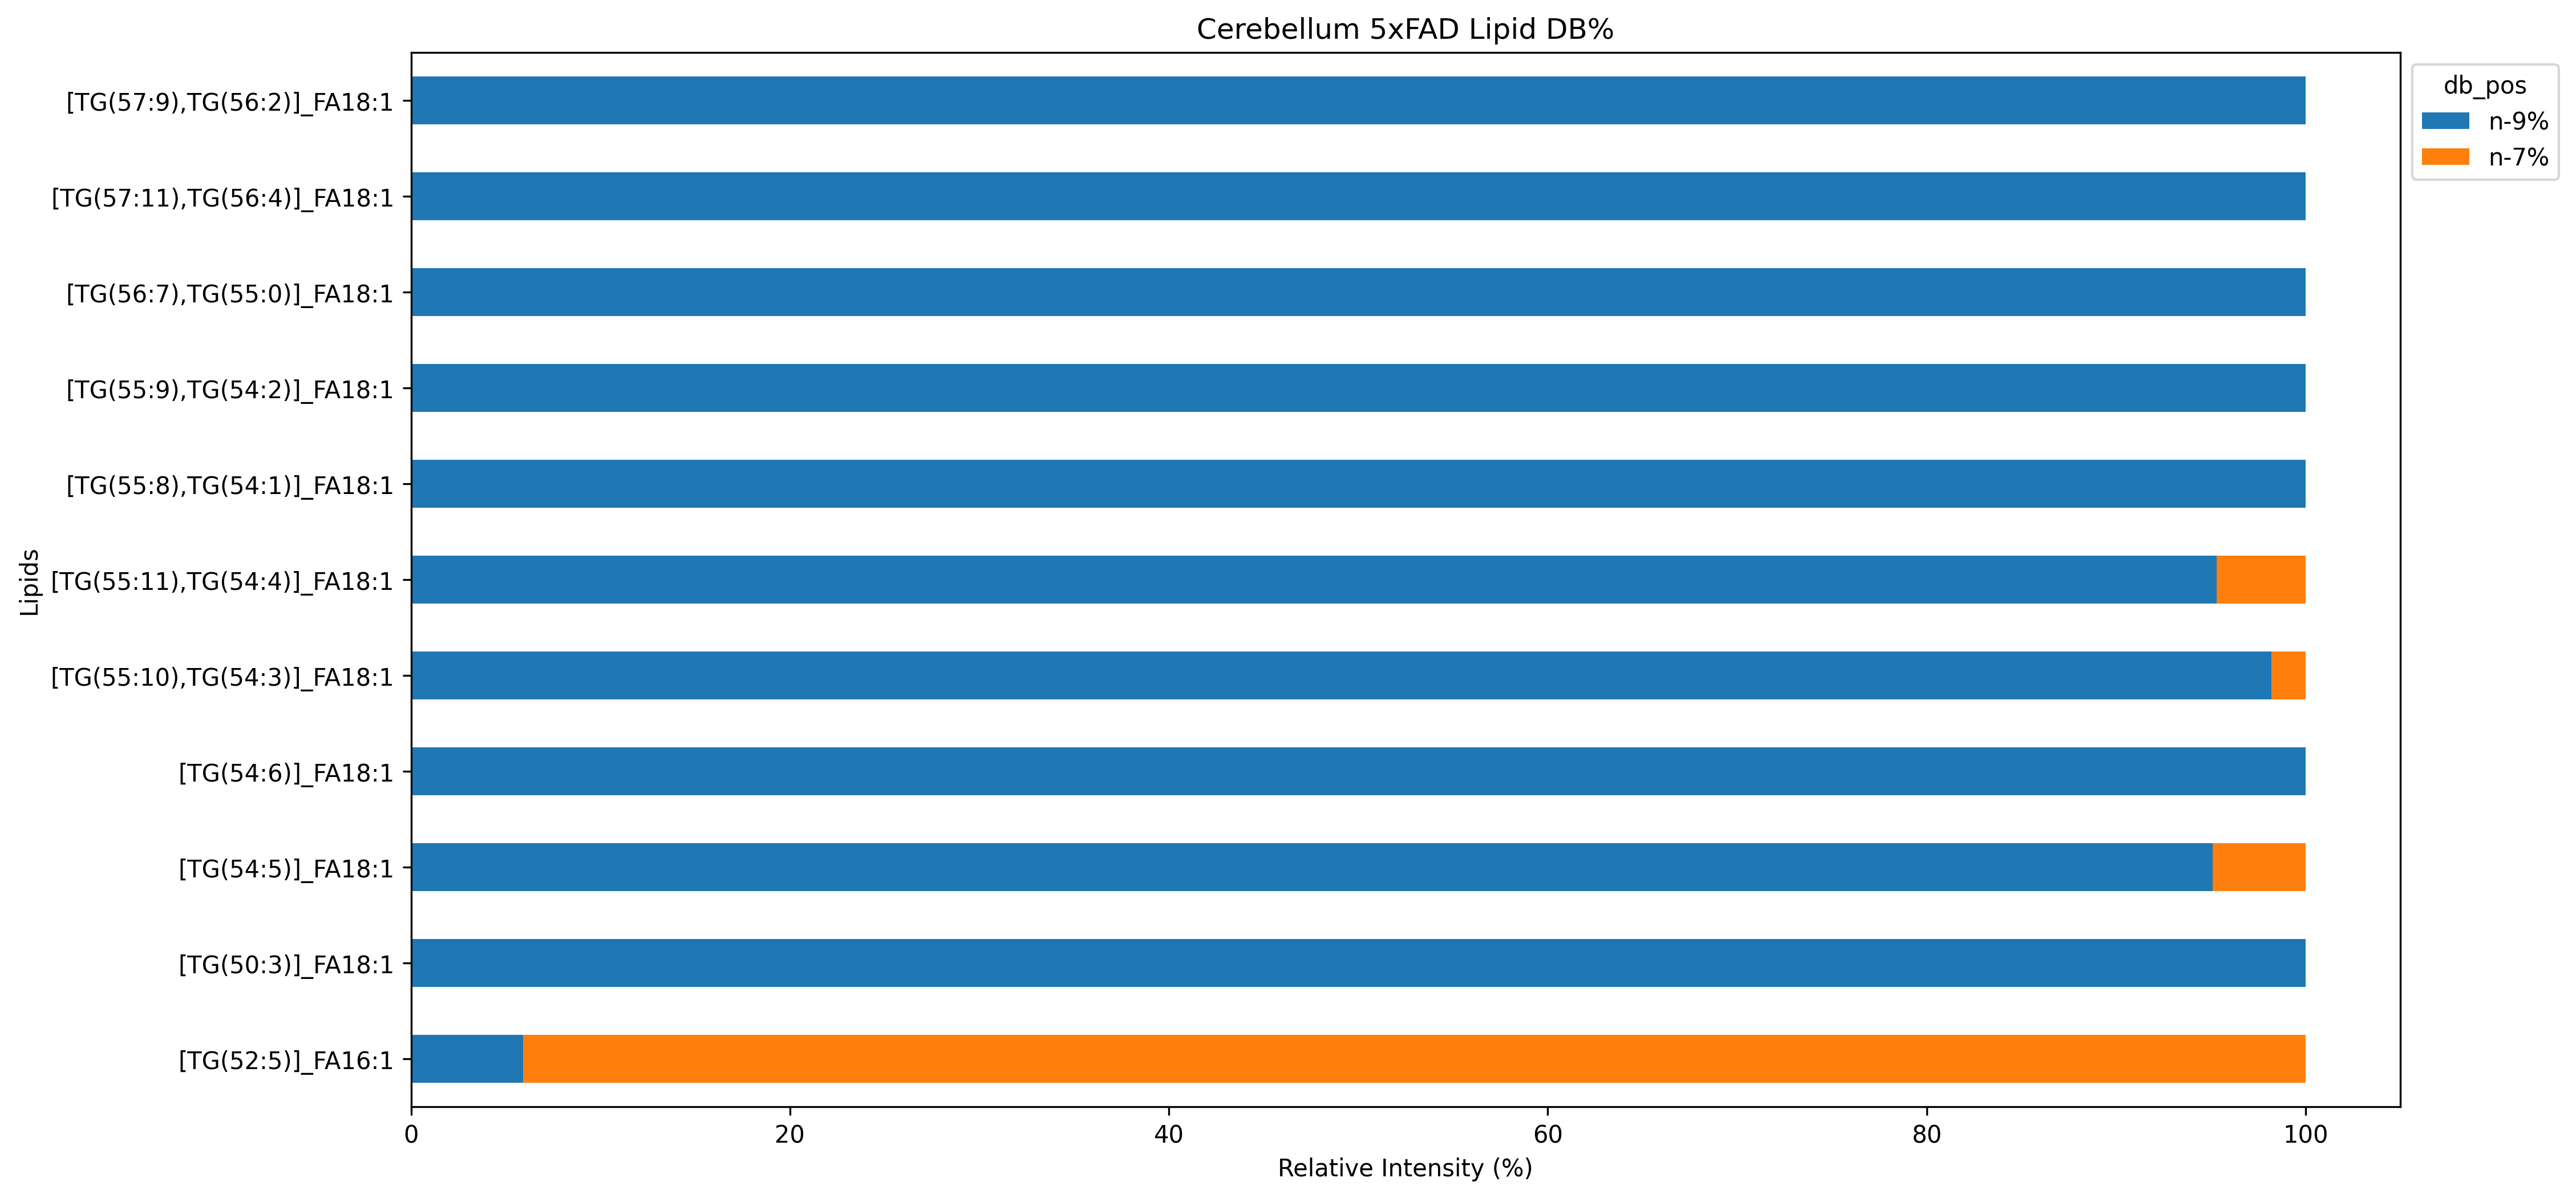 Cerebellum 5xFAD Lipid DB%
[TG(57:9),TG(56:2)]_FA18:1
[TG(57:11),TG(56:4)]_FA18:1
[TG(56:7),TG(55:0)]_FA18:1
[TG(55:9),TG(54:2)]_FA18:1
[TG(55:8),TG(54:1)]_FA18:1
[TG(55:11),TG(54:4)]_FA18:1
[TG(55:10),TG(54:3)]_FA18:1
[TG(54:6)]_FA18:1
[TG(54:5)]_FA18:1
[TG(50:3)]_FA18:1
[TG(52:5)]_FA16:1
Lipids
0 20 40 60 80 100
Relative Intensity (%)
db_pos
n-9%
n-7%